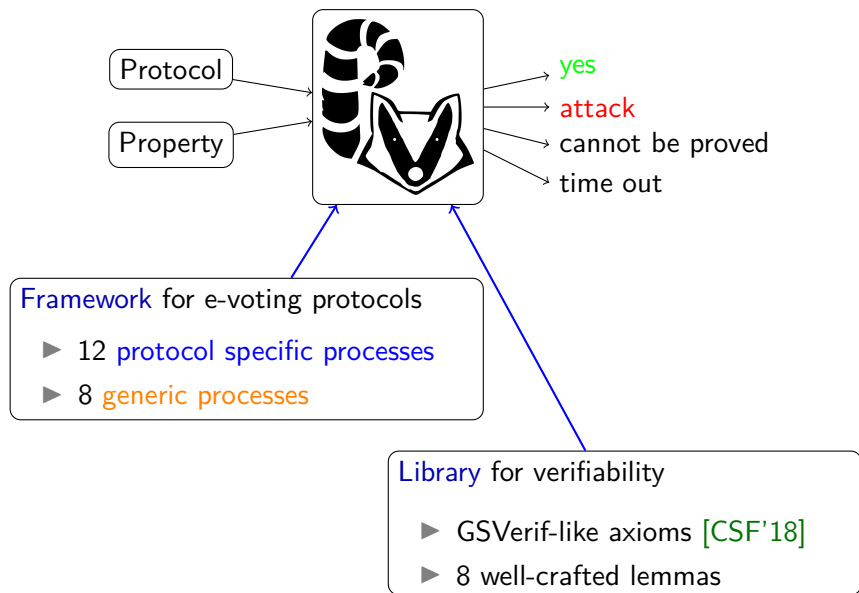 Protocol
Property
yes
attack
cannot be proved
time out
Framework for e-voting protocols
▶ 12 protocol specific processes
▶ 8 generic processes
Library for verifiability
▶ GSVerif-like axioms [CSF'18]
▶ 8 well-crafted lemmas